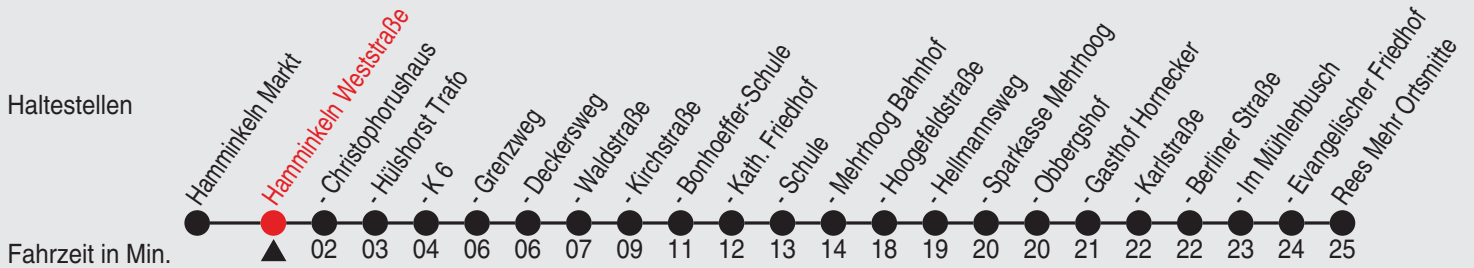 Haltestellen
Hamminkeln Markt
Hamminkeln Weststraße
- Christophorushaus
- Hülshorst Trafo
- K 6
- Grenzweg
- Deckersweg
- Waldstraße
- Kirchstraße
- Bonhoeffer-Schule
- Kath. Friedhof
- Schule
- Mehrhoog Bahnhof
- Hoogefeldstraße
- Hellmannsweg
- Sparkasse Mehrhoog
- Obbergshof
- Gasthof Hornecker
- Karlstraße
- Berliner Straße
- Im Mühlenbusch
- Evangelischer Friedhof
Rees Mehr Ortsmitte
Fahrzeit in Min. 02 03 04 06 06 07 09 11 12 13 14 18 19 20 20 21 22 22 23 24 25